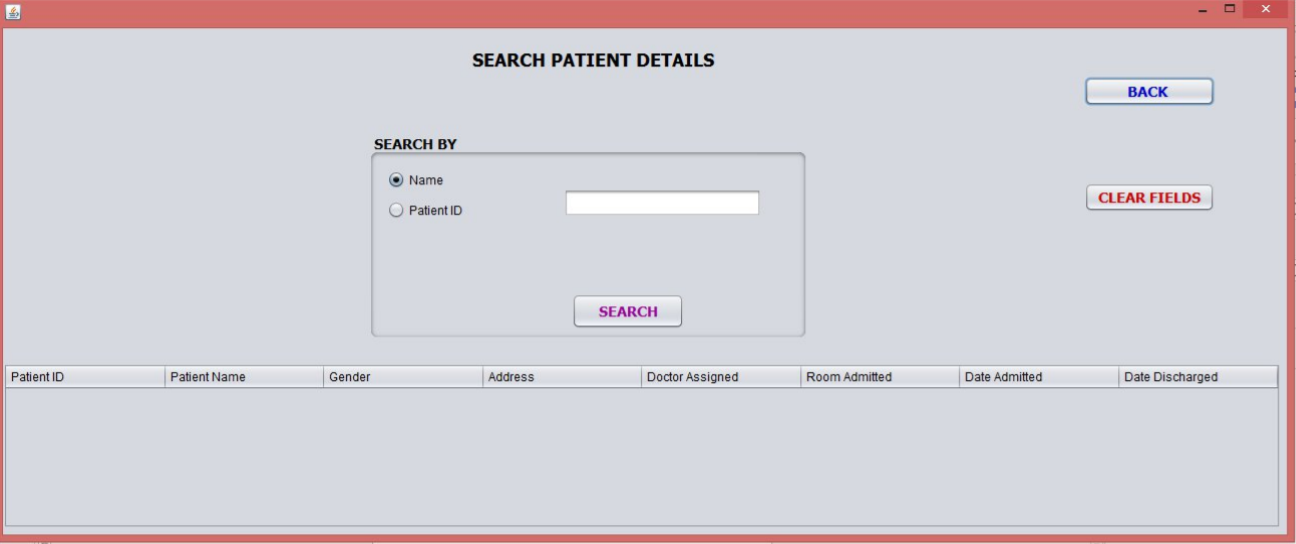 SEARCH PATIENT DETAILS
BACK
SEARCH BY
Name
Patient ID
CLEAR FIELDS
SEARCH
Patient ID Patient Name Gender Address Doctor Assigned Room Admitted Date Admitted Date Discharged